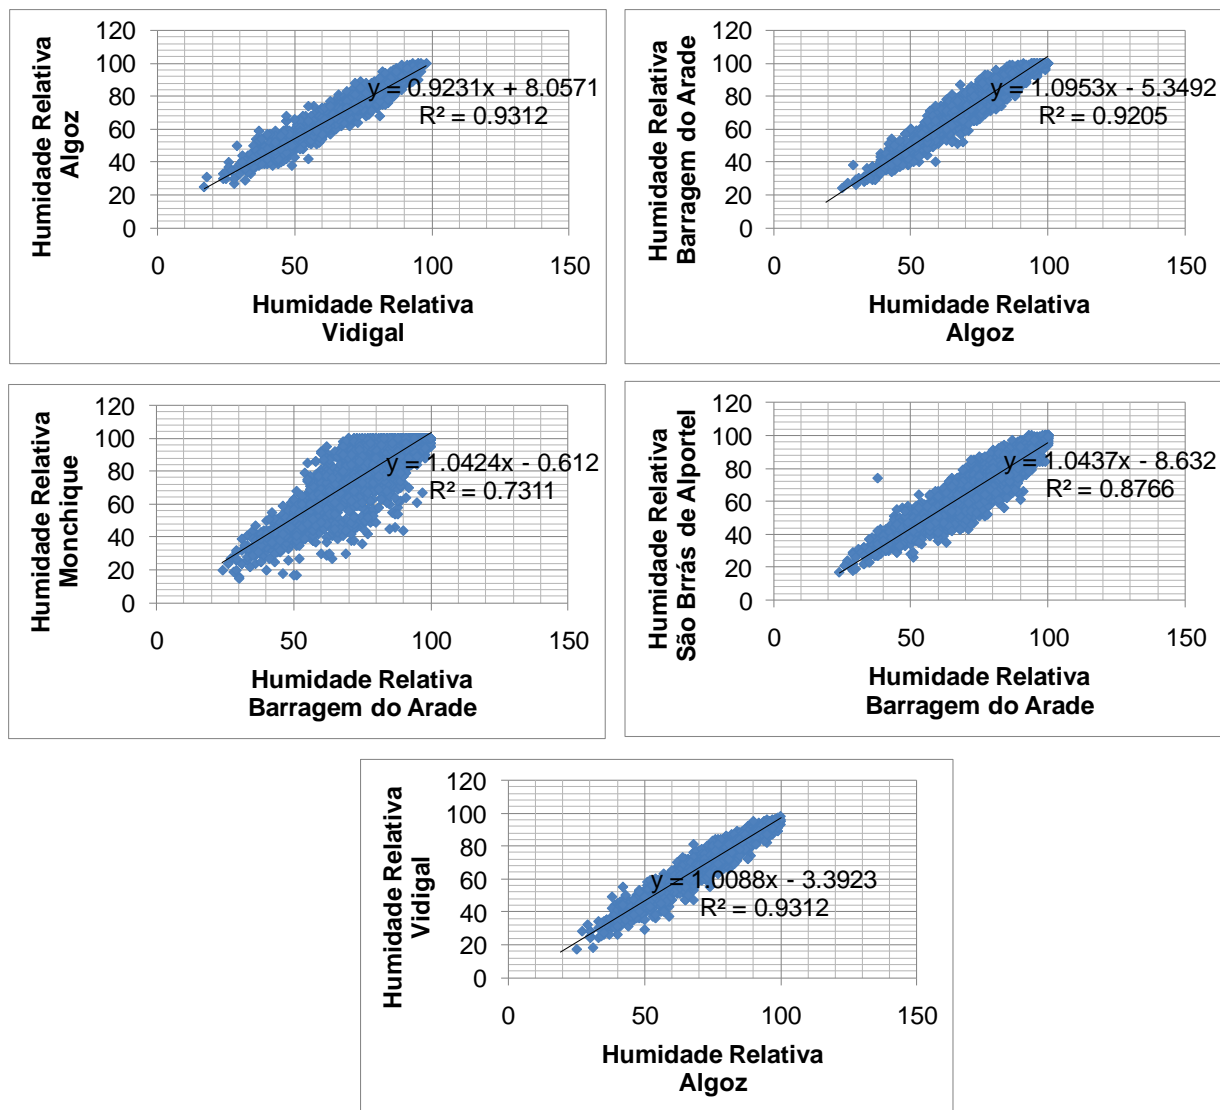 Humidade Relativa
Algoz
120
100
80
60
40
20
0
y = 0.9231x + 8.0571
R² = 0.9312
0 50 100 150
Humidade Relativa
Vidigal
Humidade Relativa
Barragem do Arade
120
100
80
60
40
20
0
y = 1.0953x - 5.3492
R² = 0.9205
0 50 100 150
Humidade Relativa
Algoz
Humidade Relativa
Monchique
120
100
80
60
40
20
0
y = 1.0424x - 0.612
R² = 0.7311
0 50 100 150
Humidade Relativa
Barragem do Arade
Humidade Relativa
São Brrás de Alportel
120
100
80
60
40
20
0
y = 1.0437x - 8.632
R² = 0.8766
0 50 100 150
Humidade Relativa
Barragem do Arade
Humidade Relativa
Vidigal
120
100
80
60
40
20
0
y = 1.0088x - 3.3923
R² = 0.9312
0 50 100 150
Humidade Relativa
Algoz